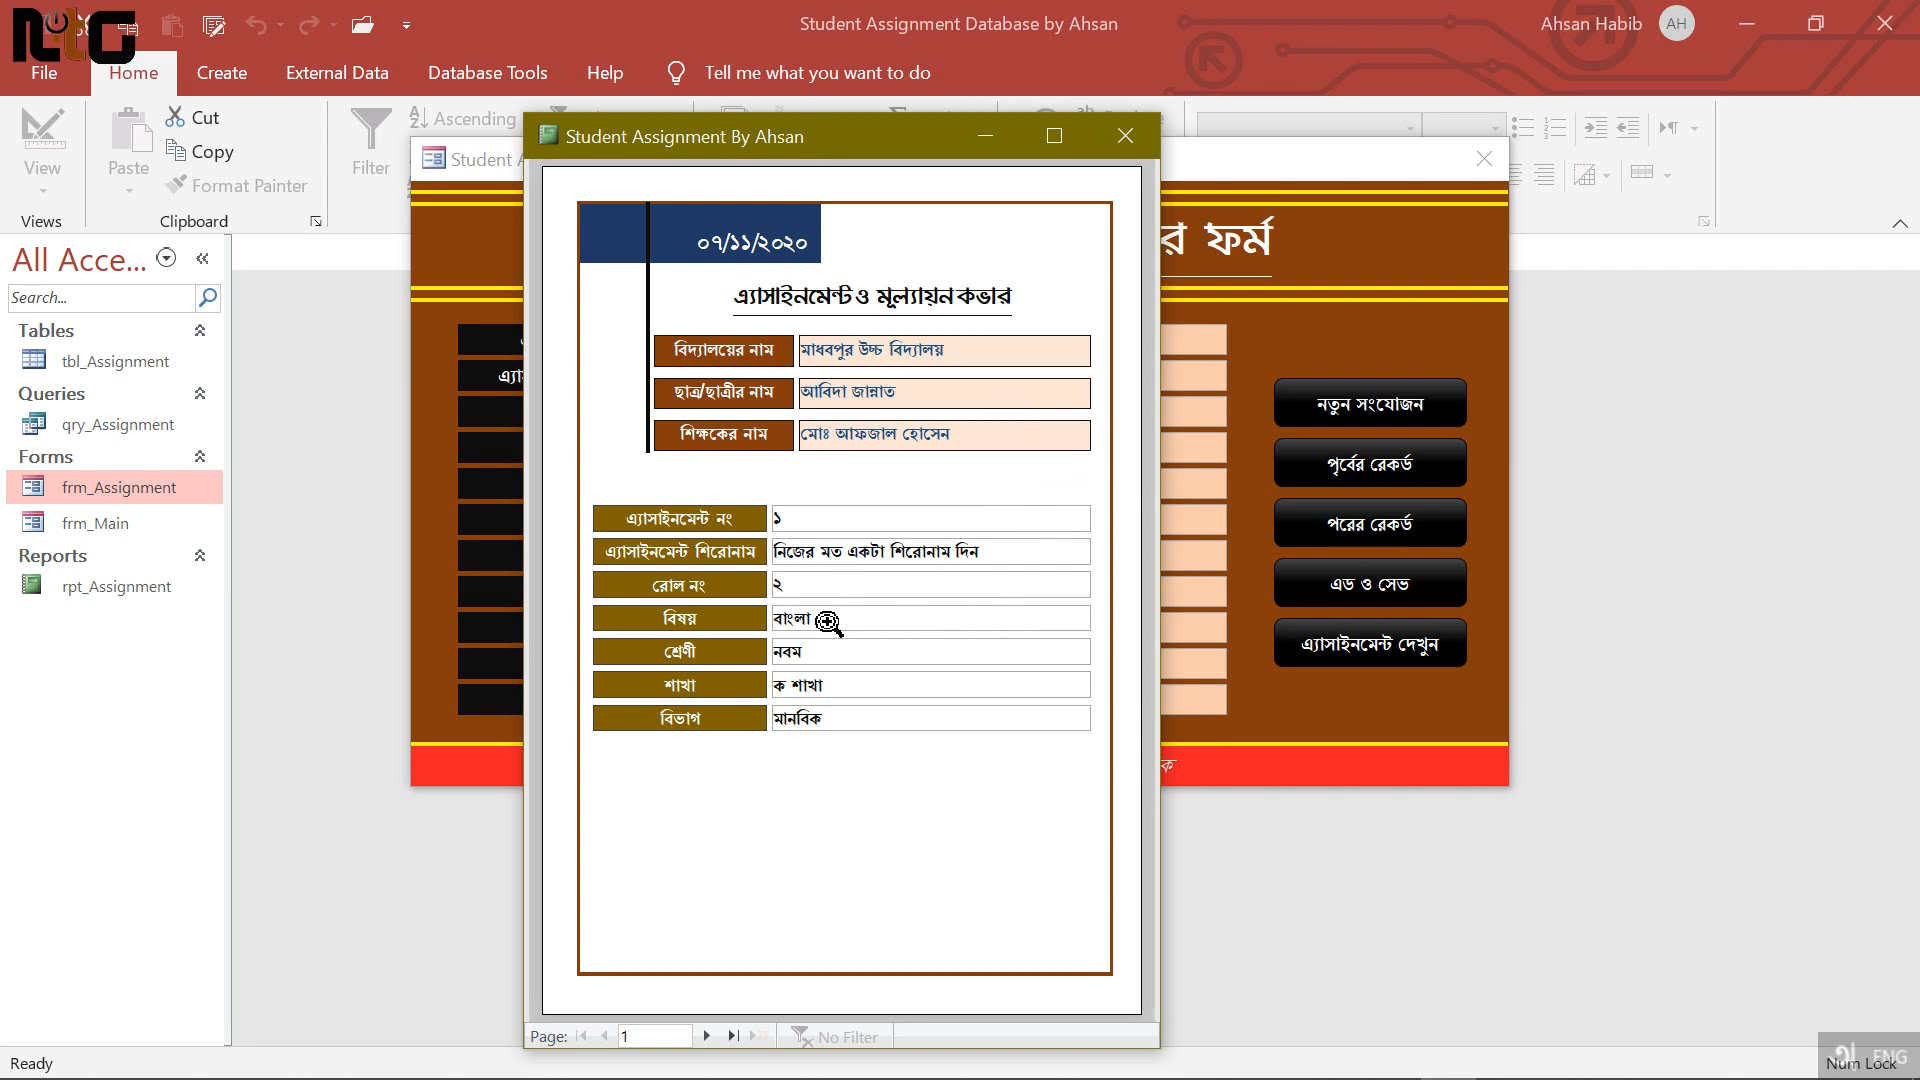 Student Assignment Database by Ahsan
Ahsan Habib
AH
File
Home
Create
External Data
Database Tools
Help
Tell me what you want to do
View
Paste
Cut
Copy
Format Painter
Filter
Ascending
Views
Clipboard
All Acce...
Search...
Tables
tbl_Assignment
Queries
qry_Assignment
Forms
frm_Assignment
frm_Main
Reports
rpt_Assignment
Student Assignment By Ahsan
০৭/১১/২০২০
এ্যাসাইনমেন্ট ও মূল্যায়ন কভার
বিদ্যালয়ের নাম মাধবপুর উচ্চ বিদ্যালয়
ছাত্র/ছাত্রীর নাম আবিদা জান্নাত
শিক্ষকের নাম মোঃ আফজাল হোসেন
এ্যাসাইনমেন্ট নং ১
এ্যাসাইনমেন্ট শিরোনাম নিজের মত একটা শিরোনাম দিন
রোল নং ২
বিষয় বাংলা
শ্রেণী নবম
শাখা ক শাখা
বিভাগ মানবিক
Page: 1 No Filter
ফর্ম
নতুন সংযোজন
পূর্বের রেকর্ড
পরের রেকর্ড
এড ও সেভ
এ্যাসাইনমেন্ট দেখুন
Ready
Num Lock
ENG